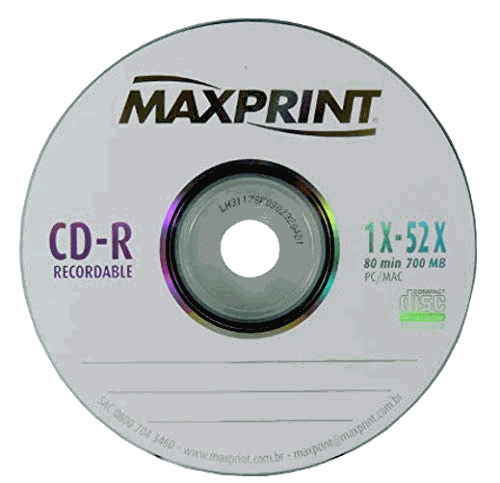 MAXPRINT
CD-R
RECORDABLE
1X-52X
80 min 700 MB
PC/MAC
COMPACT
disc
SAC 0800 704 3460 - www.maxprint.com.br - maxprint@maxprint.com.br